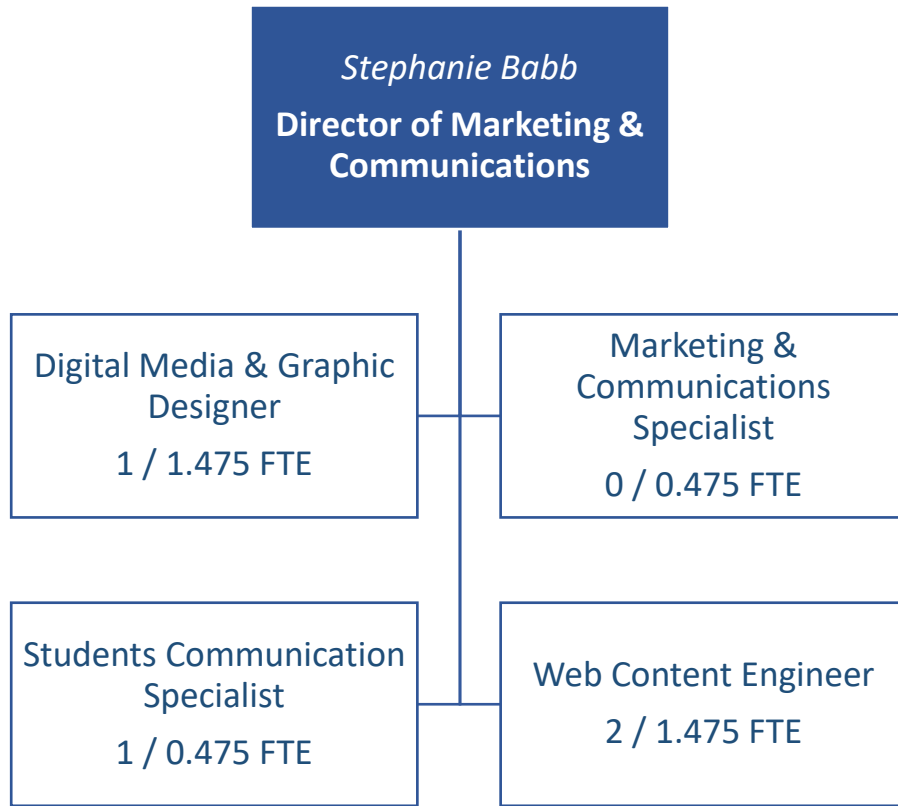 Stephanie Babb
Director of Marketing &
Communications
Digital Media & Graphic
Designer
1 / 1.475 FTE
Marketing &
Communications
Specialist
0 / 0.475 FTE
Students Communication
Specialist
1 / 0.475 FTE
Web Content Engineer
2 / 1.475 FTE